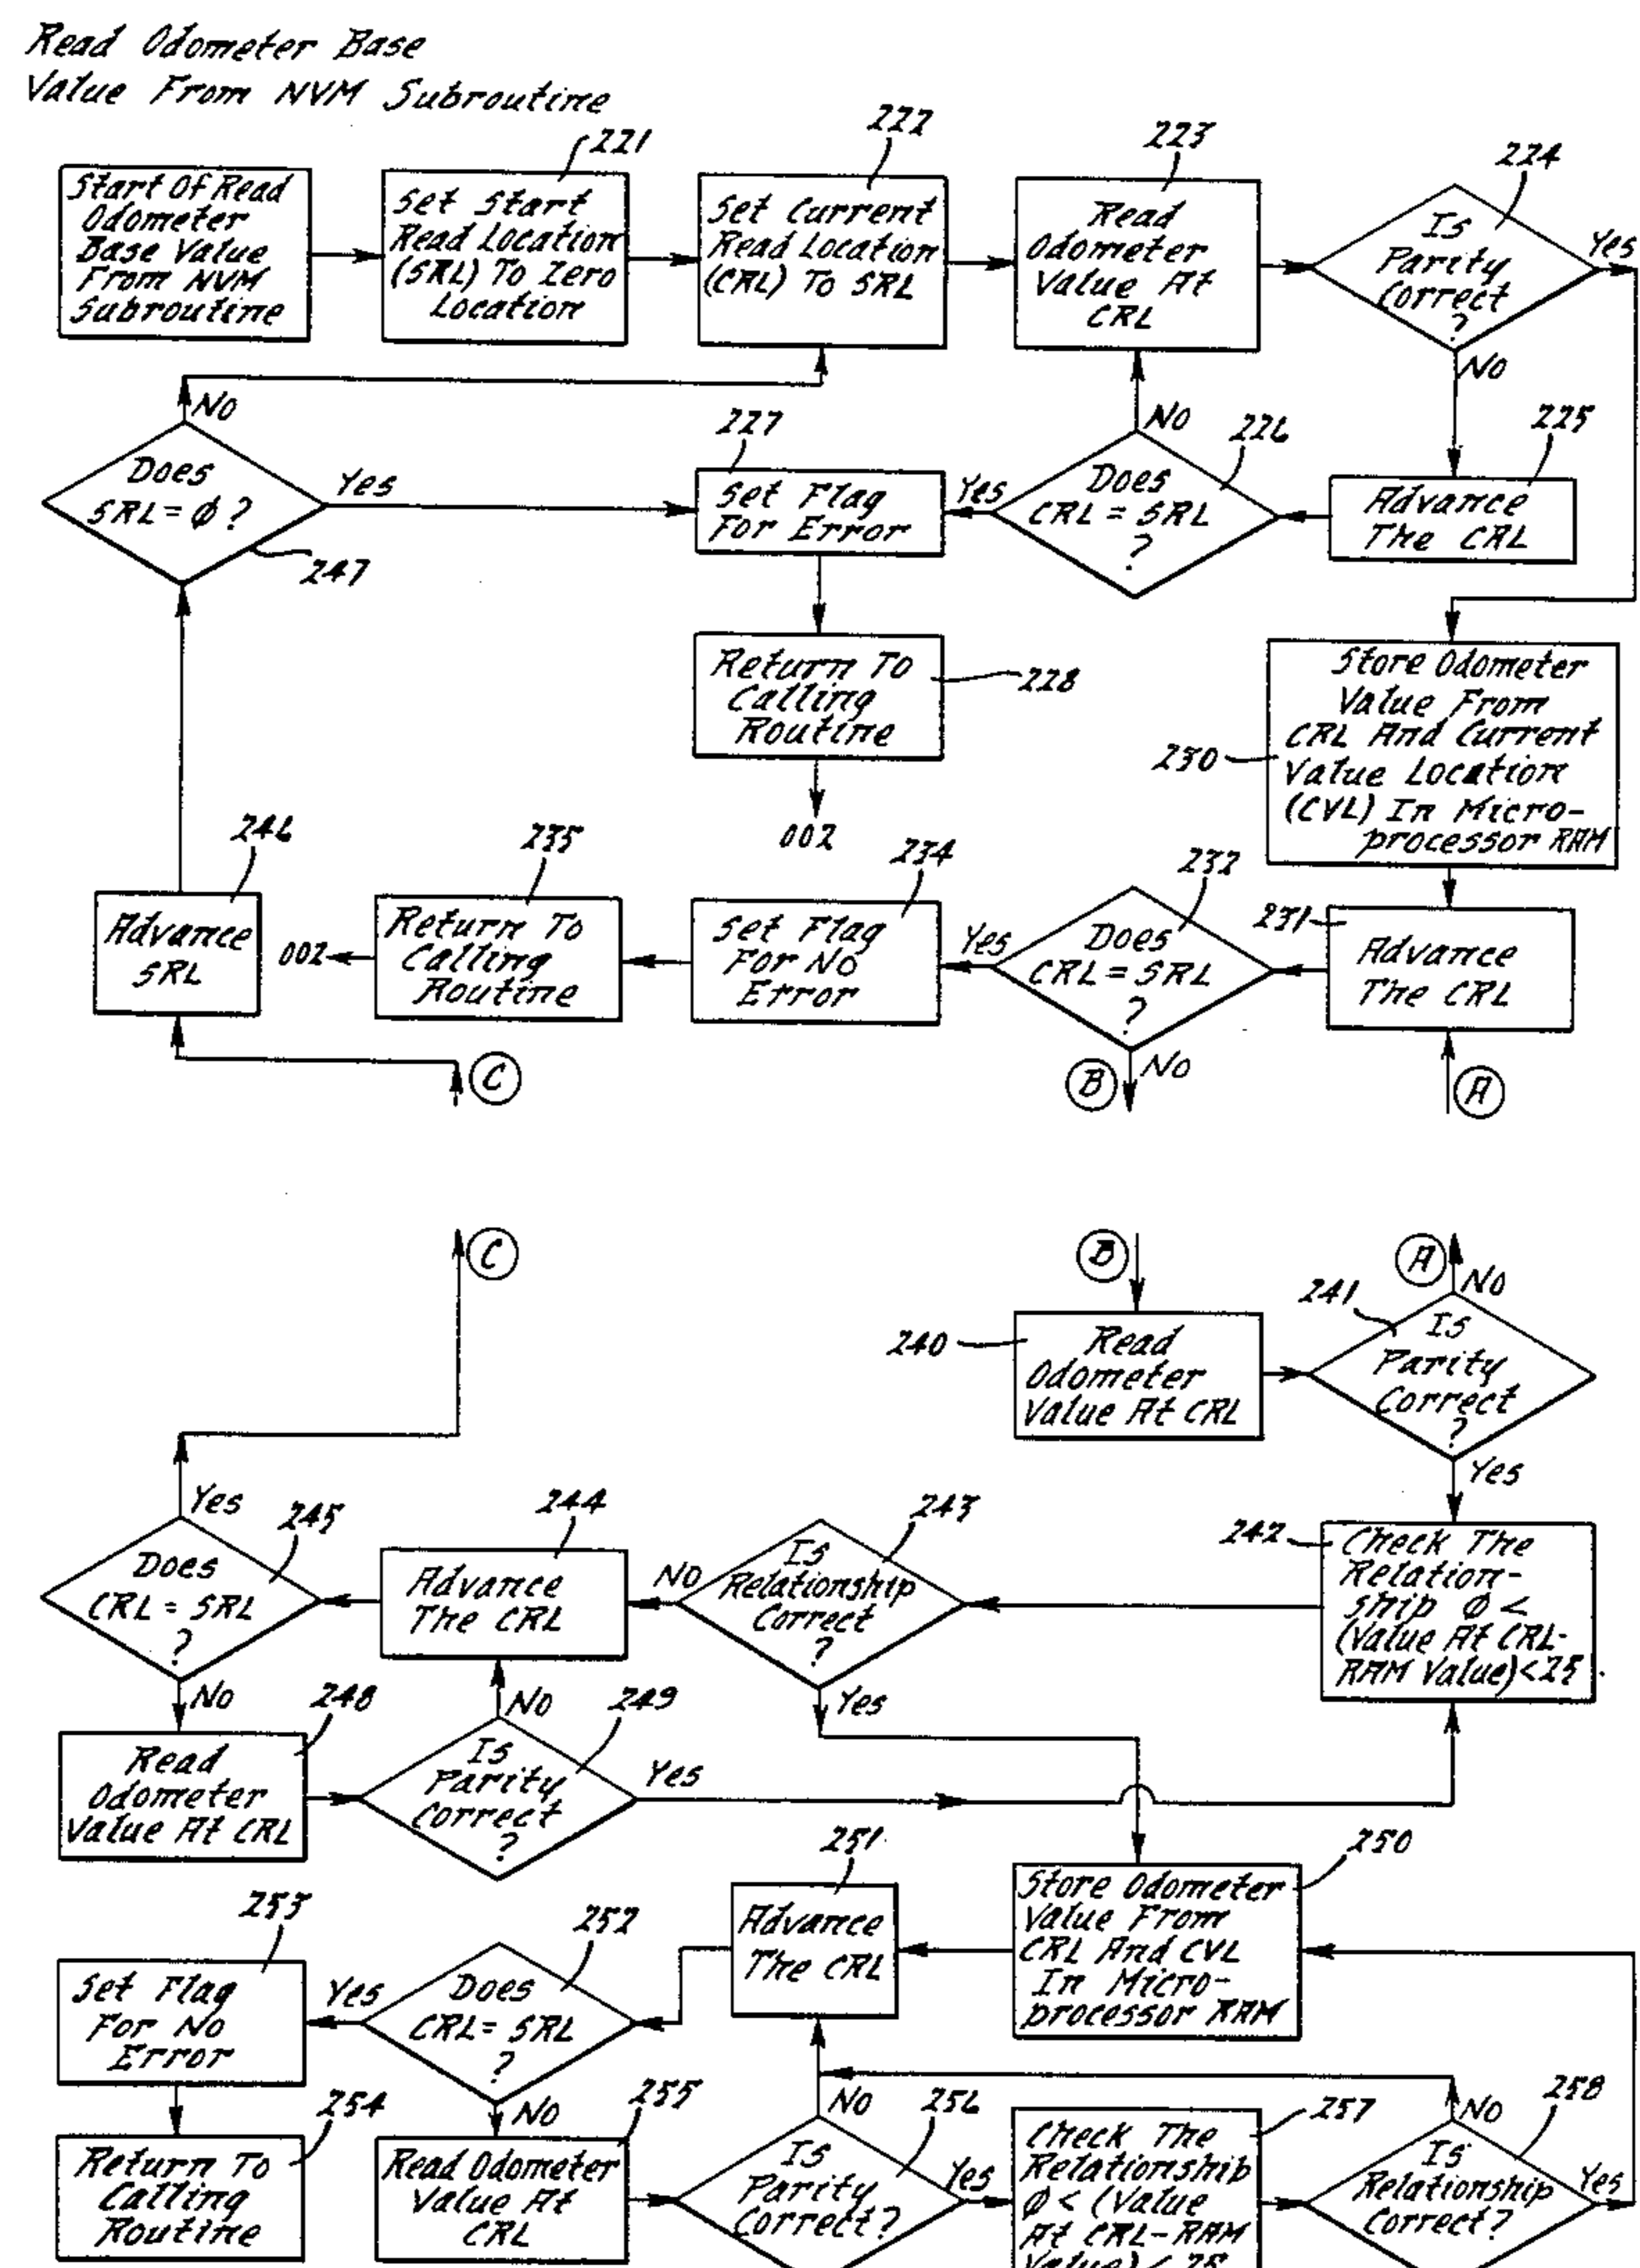 Read Odometer Base
Value From NVM Subroutine
Start Of Read
Odometer
Base Value
From NVM
Subroutine
221
Set Start
Read Location
(SRL) To Zero
Location
222
Set Current
Read Location
(CRL) To SRL
223
Read
Odometer
Value At
CRL
224
Is
Parity
Correct
?
Yes
No
225
Advance
The CRL
226
Does
CRL = SRL
?
No
Yes
227
Set Flag
For Error
Does
SRL = ϕ ?
No
Yes
247
Return To
Calling
Routine
228
002
Store Odometer
Value From
CRL And Current
Value Location
(CVL) In Micro-
processor RAM
230
231
Advance
The CRL
A
232
Does
CRL = SRL
?
Yes
No
B
234
Set Flag
For No
Error
235
Return To
Calling
Routine
002
246
Advance
SRL
C
C
B
A
No
240
Read
Odometer
Value At CRL
241
Is
Parity
Correct
?
Yes
242
Check The
Relation-
ship ϕ <
(Value At CRL-
RAM Value) < 25
243
Is
Relationship
Correct
?
No
Yes
244
Advance
The CRL
245
Does
CRL = SRL
?
Yes
No
248
Read
Odometer
Value At CRL
249
Is
Parity
Correct
?
No
Yes
250
Store Odometer
Value From
CRL And CVL
In Micro-
processor RAM
251
Advance
The CRL
252
Does
CRL = SRL
?
Yes
No
253
Set Flag
For No
Error
254
Return To
Calling
Routine
255
Read Odometer
Value At
CRL
256
Is
Parity
Correct?
No
Yes
257
Check The
Relationship
ϕ < (Value
At CRL-RAM
Value) < 25
258
Is
Relationship
Correct?
No
Yes